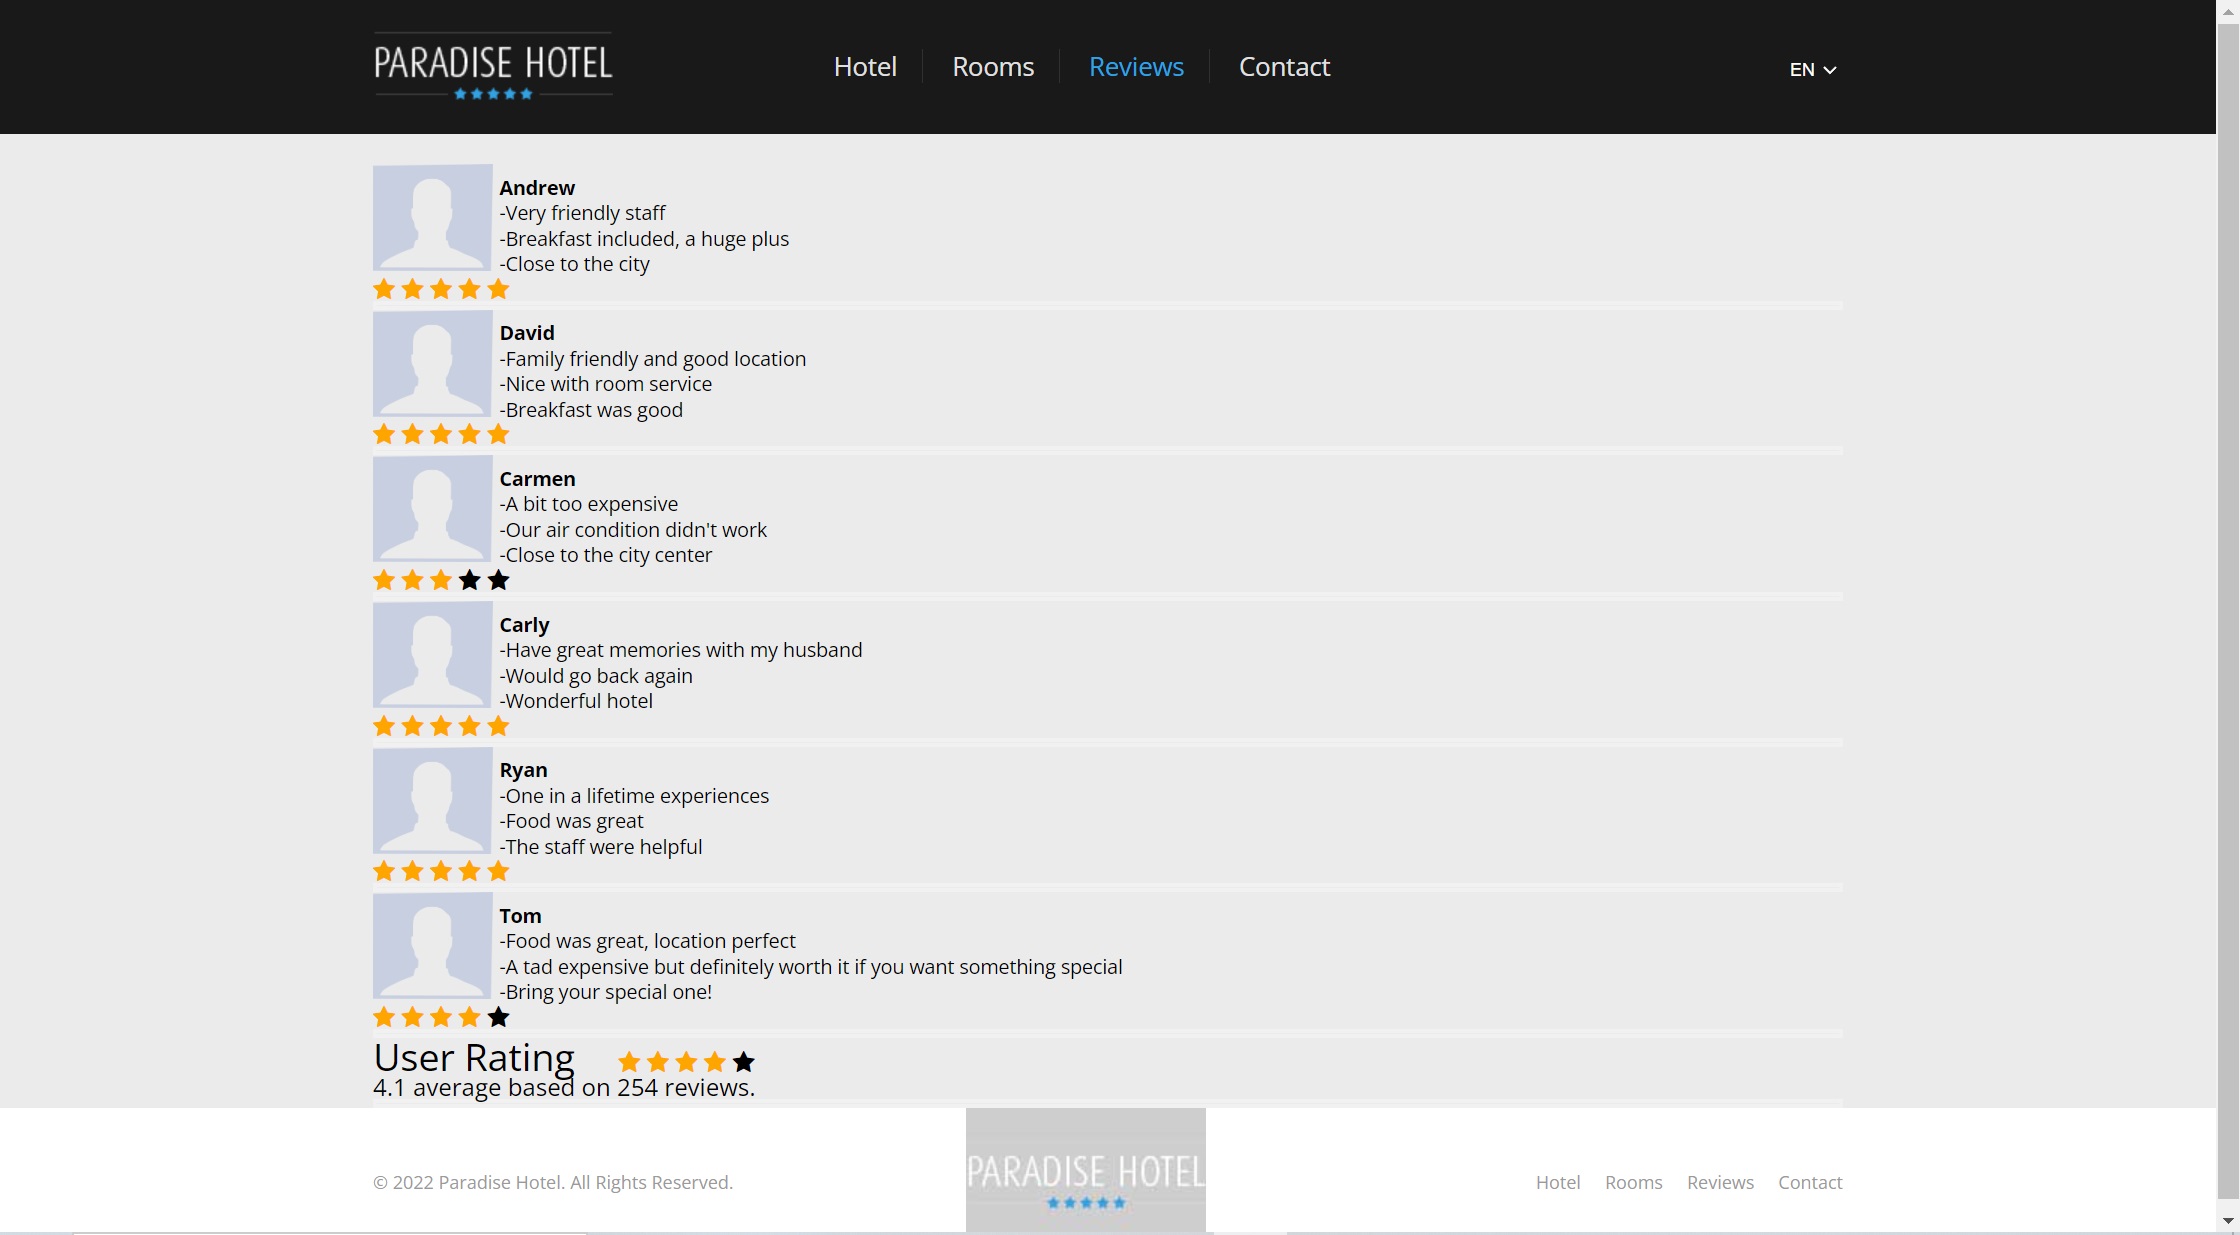 PARADISE HOTEL
Hotel Rooms Reviews Contact EN
Andrew
-Very friendly staff
-Breakfast included, a huge plus
-Close to the city
David
-Family friendly and good location
-Nice with room service
-Breakfast was good
Carmen
-A bit too expensive
-Our air condition didn't work
-Close to the city center
Carly
-Have great memories with my husband
-Would go back again
-Wonderful hotel
Ryan
-One in a lifetime experiences
-Food was great
-The staff were helpful
Tom
-Food was great, location perfect
-A tad expensive but definitely worth it if you want something special
-Bring your special one!
User Rating
4.1 average based on 254 reviews.
© 2022 Paradise Hotel. All Rights Reserved.
PARADISE HOTEL
Hotel Rooms Reviews Contact